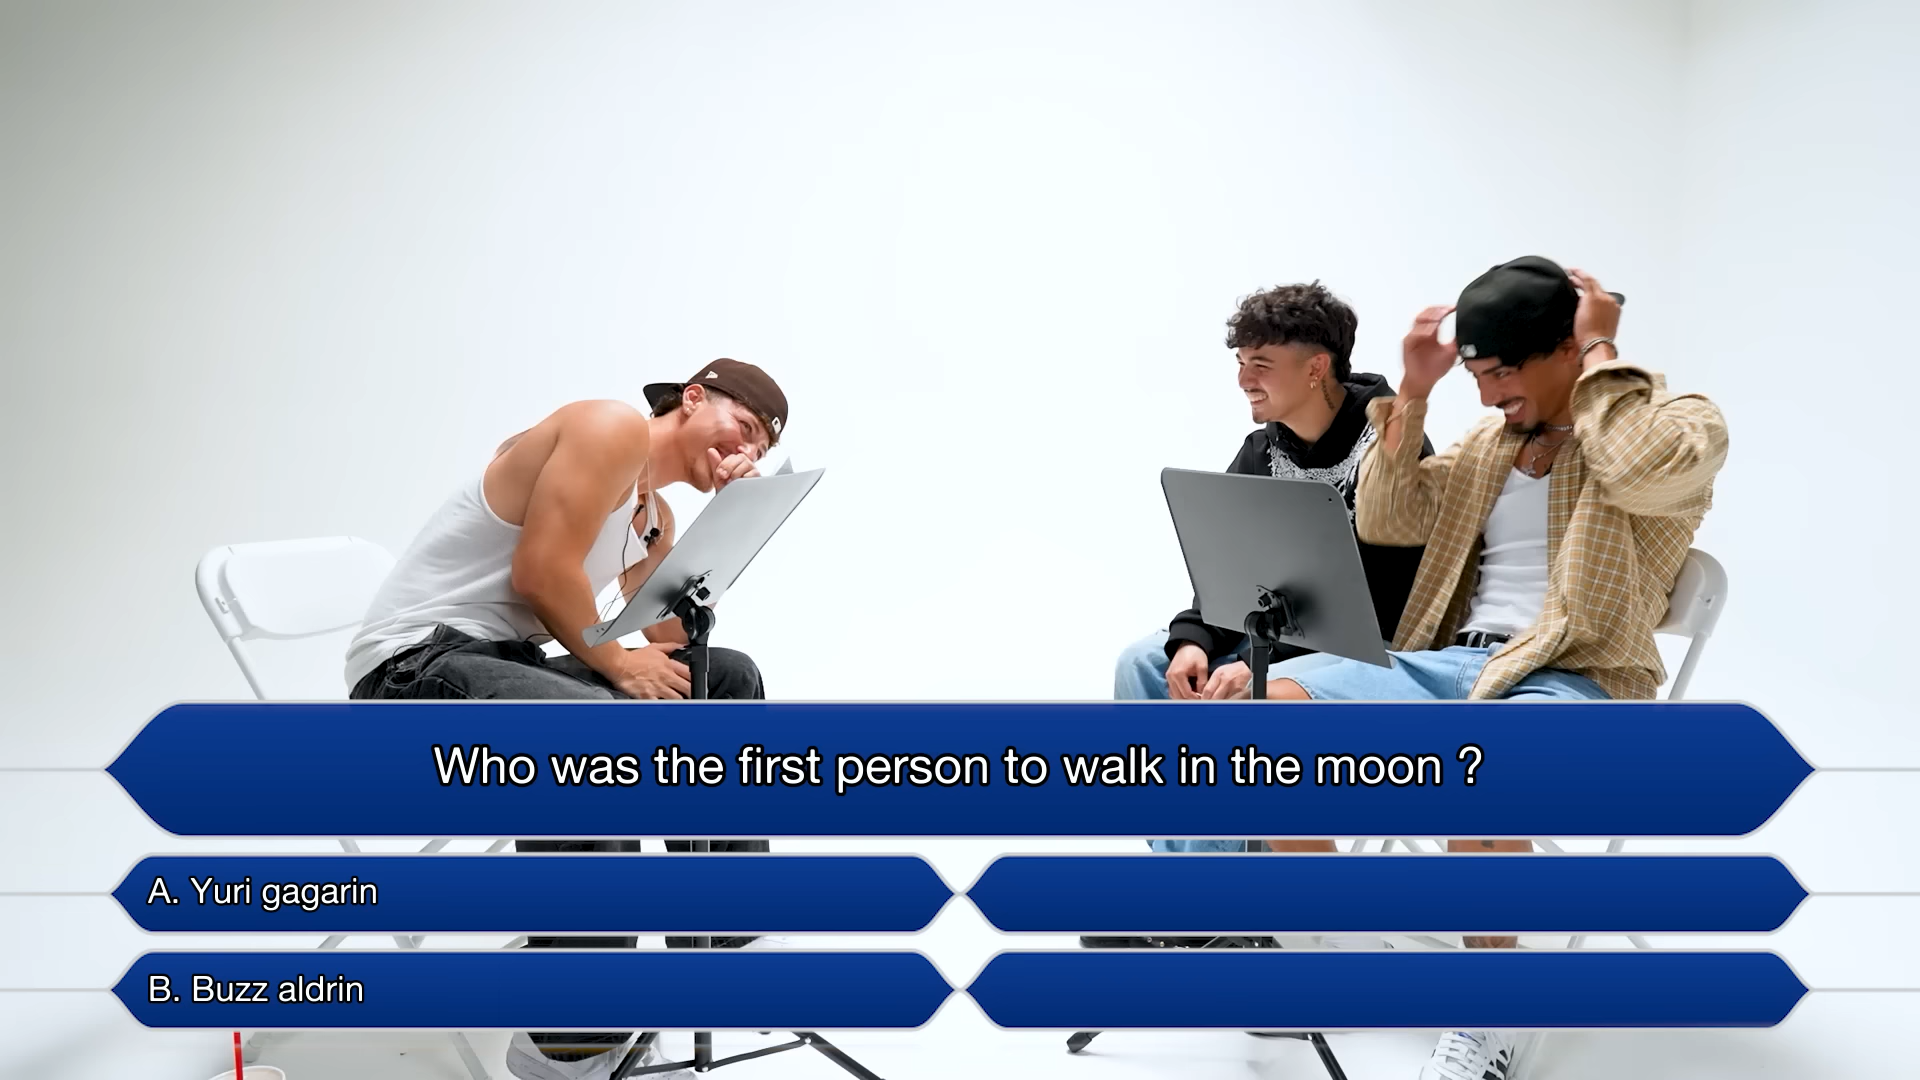 Who was the first person to walk in the moon ?
A. Yuri gagarin
B. Buzz aldrin